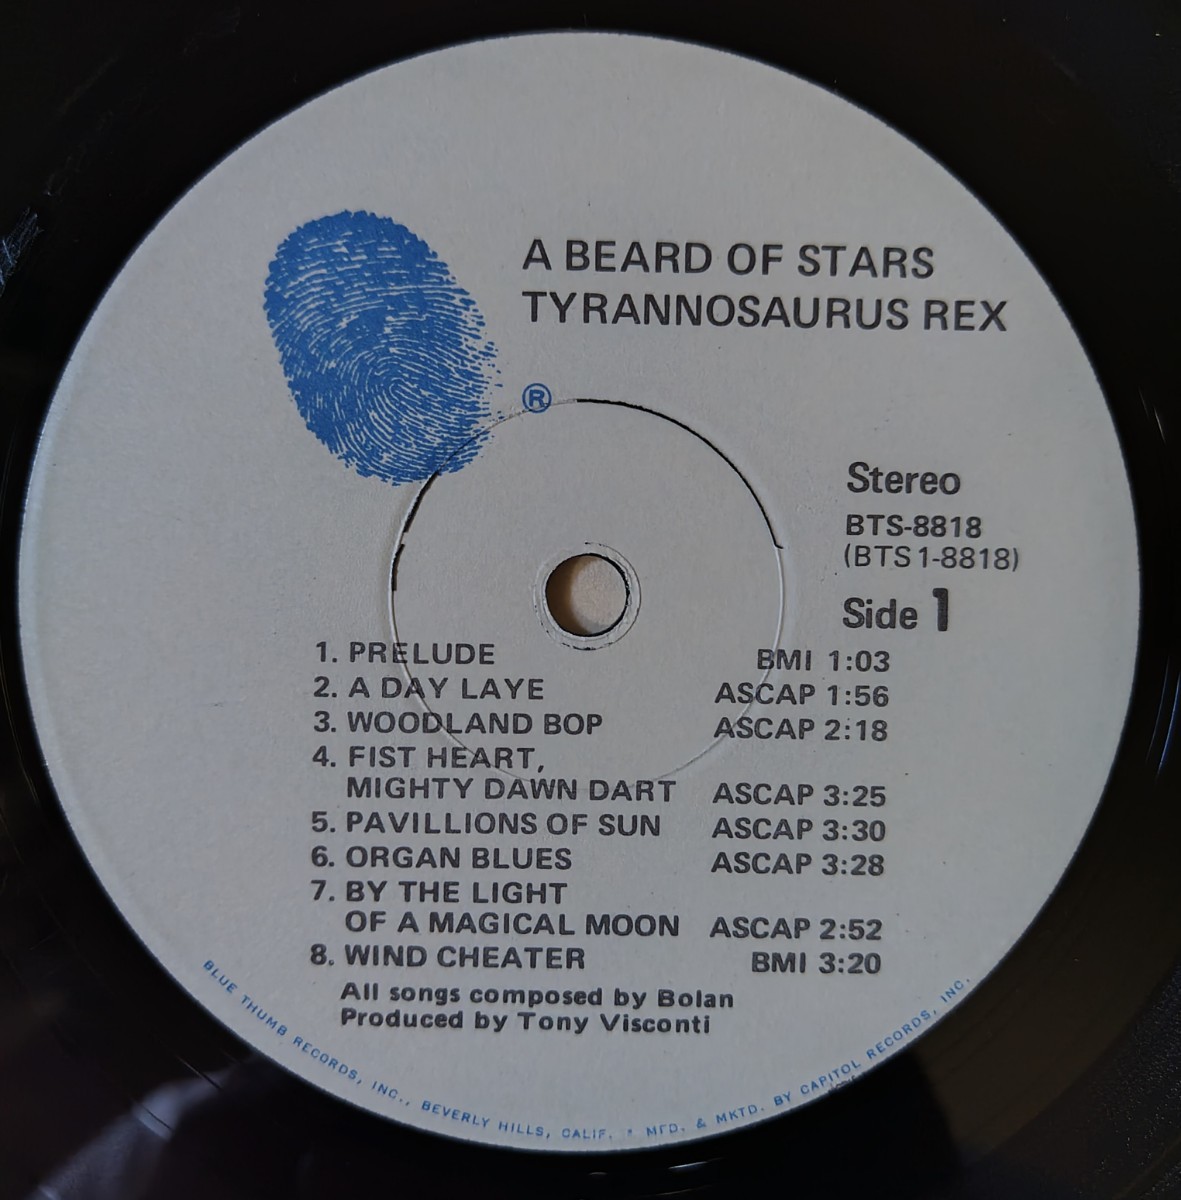 A BEARD OF STARS
TYRANNOSAURUS REX
®
Stereo
BTS-8818
(BTS 1-8818)
Side 1
1. PRELUDE BMI 1:03
2. A DAY LAYE ASCAP 1:56
3. WOODLAND BOP ASCAP 2:18
4. FIST HEART,
MIGHTY DAWN DART ASCAP 3:25
5. PAVILLIONS OF SUN ASCAP 3:30
6. ORGAN BLUES ASCAP 3:28
7. BY THE LIGHT
OF A MAGICAL MOON ASCAP 2:52
8. WIND CHEATER BMI 3:20
All songs composed by Bolan
Produced by Tony Visconti
BLUE THUMB RECORDS, INC., BEVERLY HILLS, CALIF. • MFD. & MKTD. BY CAPITOL RECORDS, INC.